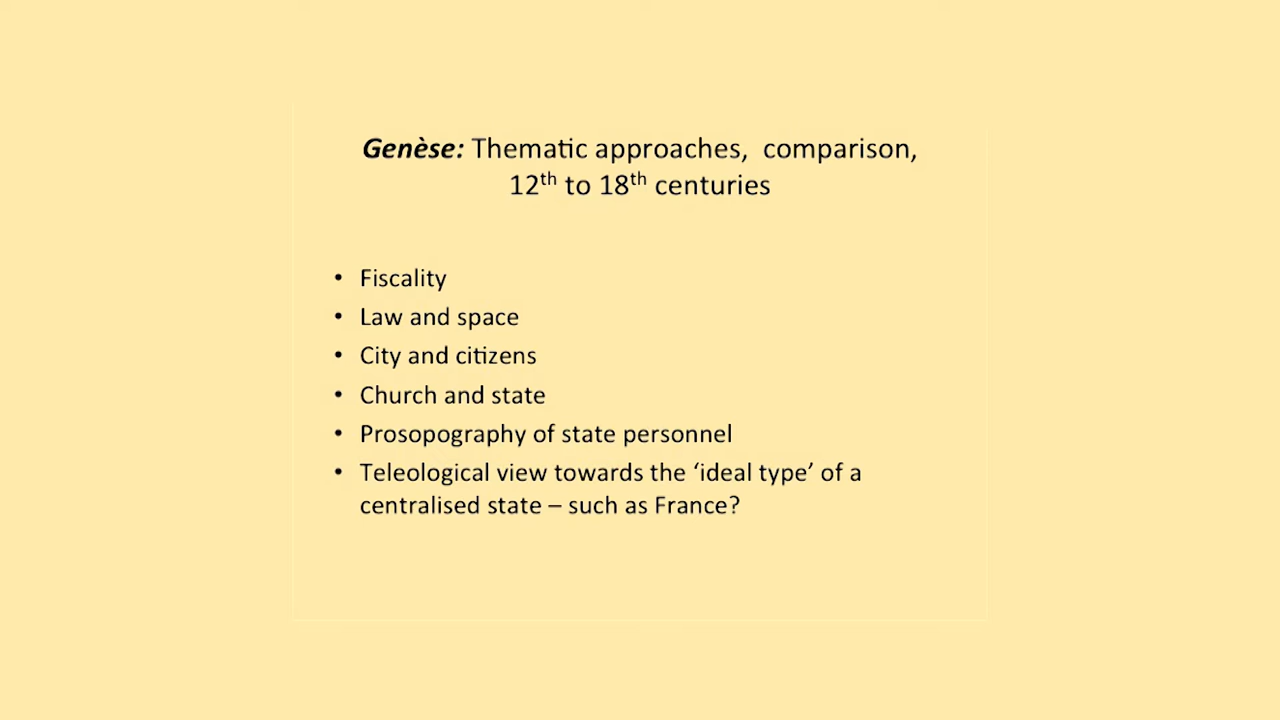 Genèse: Thematic approaches,  comparison,
12th to 18th centuries
• Fiscality
• Law and space
• City and citizens
• Church and state
• Prosopography of state personnel
• Teleological view towards the ‘ideal type’ of a
centralised state – such as France?